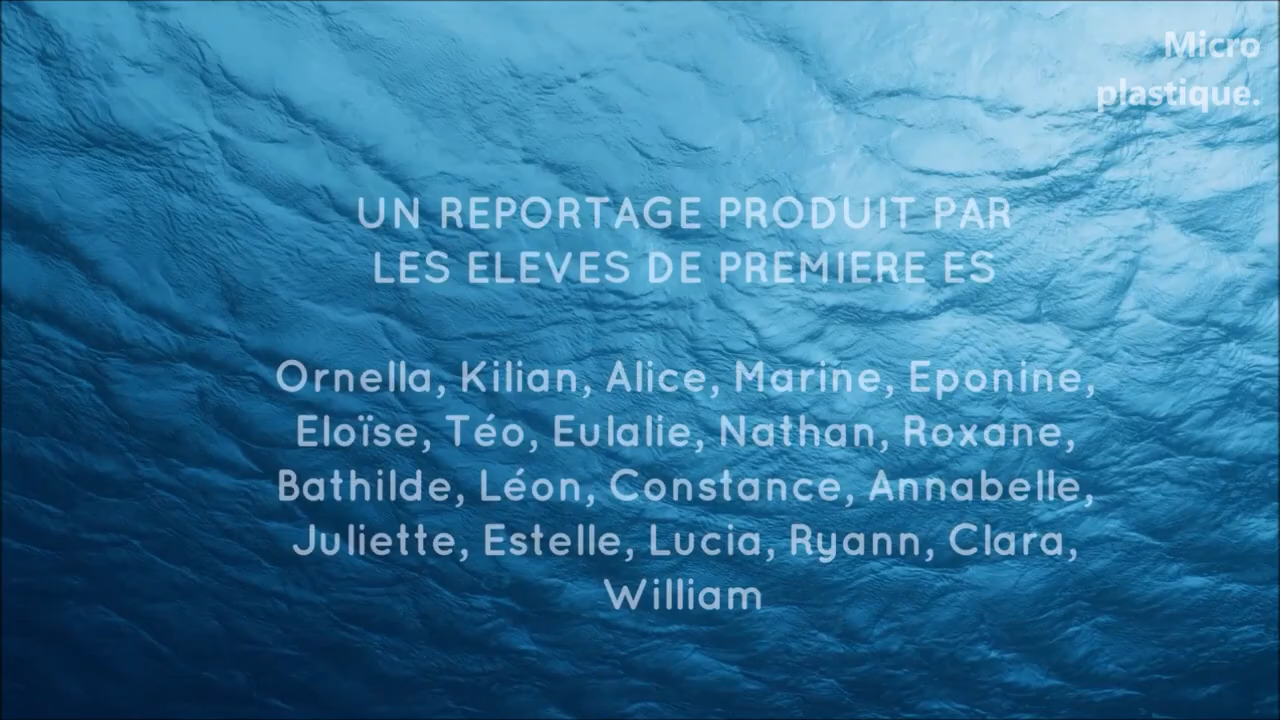 Micro
plastique.
UN REPORTAGE PRODUIT PAR
LES ELEVES DE PREMIERE ES
Ornella, Kilian, Alice, Marine, Eponine,
Eloïse, Téo, Eulalie, Nathan, Roxane,
Bathilde, Léon, Constance, Annabelle,
Juliette, Estelle, Lucia, Ryann, Clara,
William